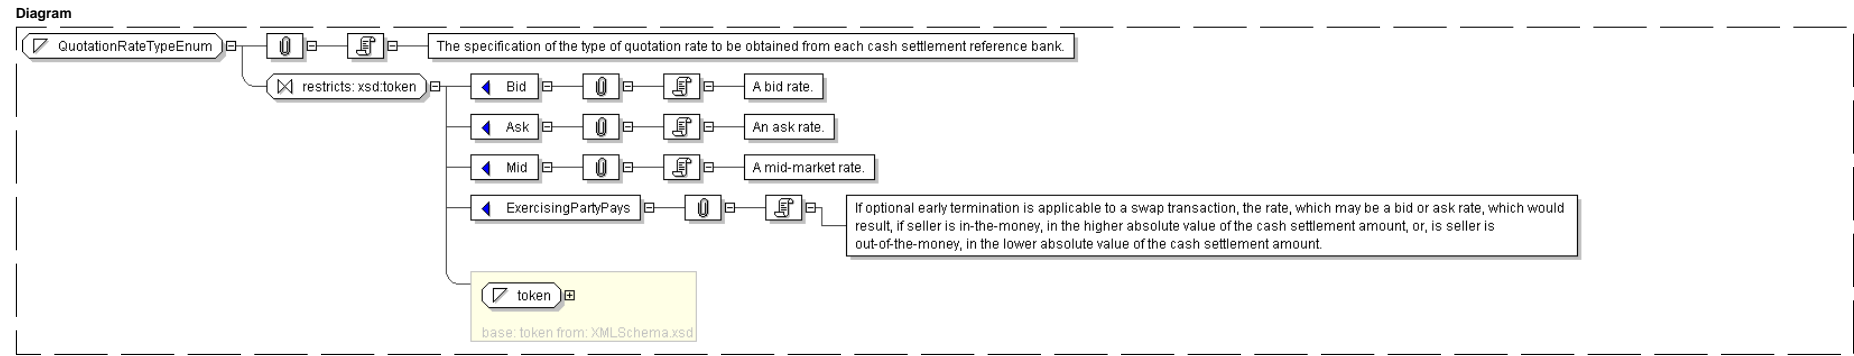 Diagram
QuotationRateTypeEnum
The specification of the type of quotation rate to be obtained from each cash settlement reference bank.
restricts: xsd:token
Bid
A bid rate.
Ask
An ask rate.
Mid
A mid-market rate.
ExercisingPartyPays
If optional early termination is applicable to a swap transaction, the rate, which may be a bid or ask rate, which would
result, if seller is in-the-money, in the higher absolute value of the cash settlement amount, or, is seller is
out-of-the-money, in the lower absolute value of the cash settlement amount.
token
base: token from: XMLSchema.xsd